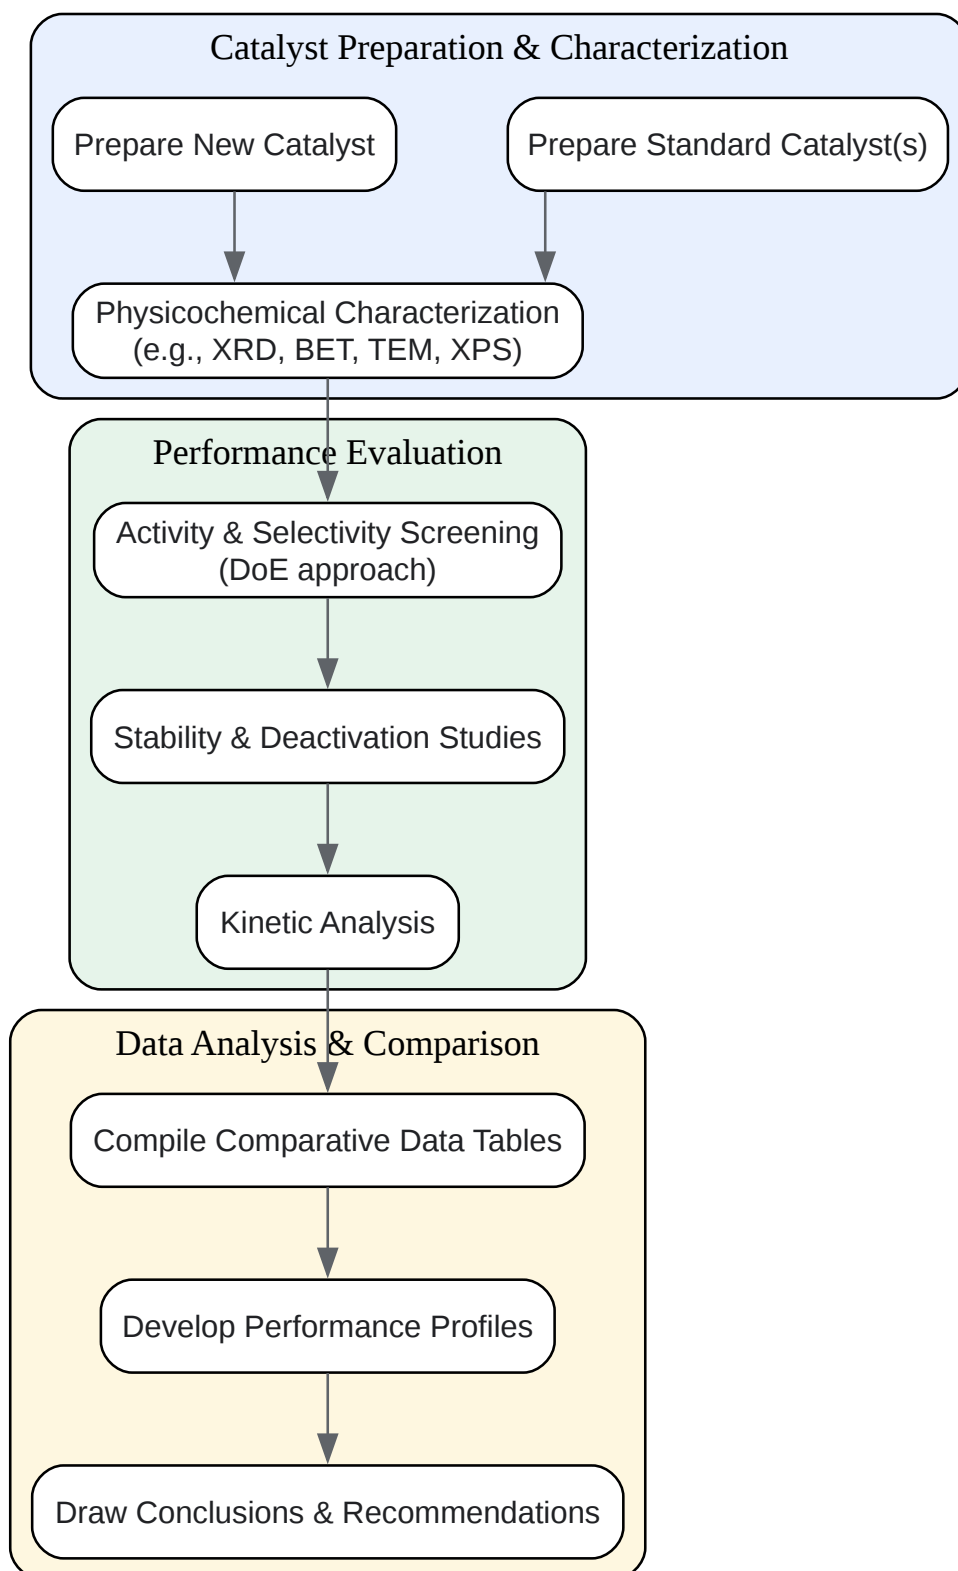 Catalyst Preparation & Characterization
Prepare New Catalyst
Prepare Standard Catalyst(s)
Physicochemical Characterization
(e.g., XRD, BET, TEM, XPS)
Performance Evaluation
Activity & Selectivity Screening
(DoE approach)
Stability & Deactivation Studies
Kinetic Analysis
Data Analysis & Comparison
Compile Comparative Data Tables
Develop Performance Profiles
Draw Conclusions & Recommendations